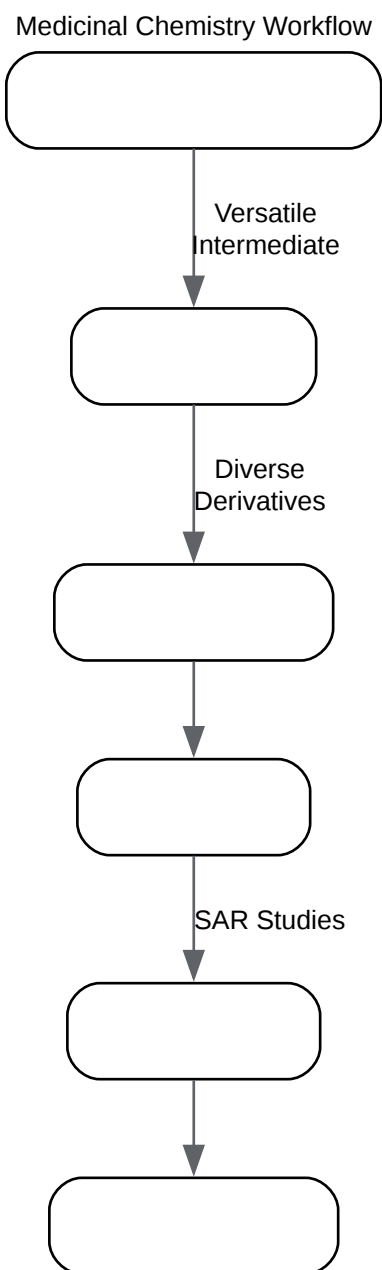 Medicinal Chemistry Workflow
Versatile
Intermediate
Diverse
Derivatives
SAR Studies